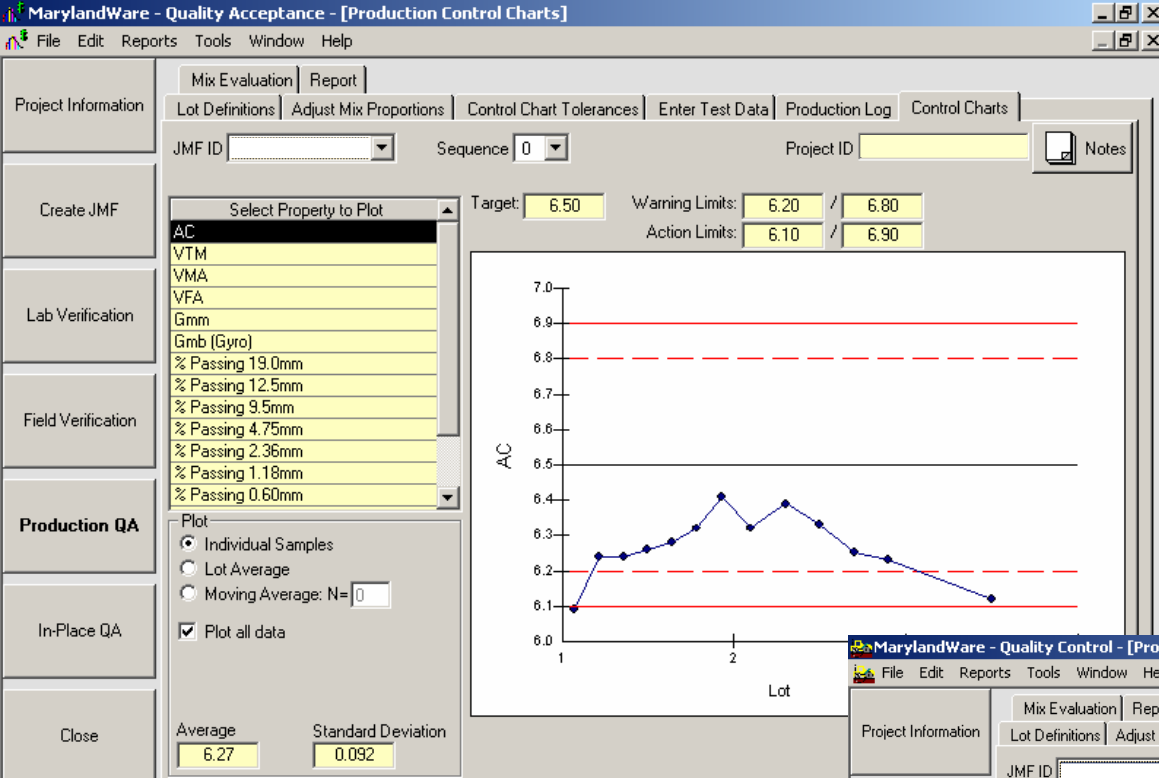 MarylandWare - Quality Acceptance - [Production Control Charts]
File Edit Reports Tools Window Help
Project Information
Create JMF
Lab Verification
Field Verification
Production QA
In-Place QA
Close
Mix Evaluation Report
Lot Definitions Adjust Mix Proportions Control Chart Tolerances Enter Test Data Production Log Control Charts
JMF ID Sequence 0 Project ID Notes
Select Property to Plot
AC
VTM
VMA
VFA
Gmm
Gmb (Gyro)
% Passing 19.0mm
% Passing 12.5mm
% Passing 9.5mm
% Passing 4.75mm
% Passing 2.36mm
% Passing 1.18mm
% Passing 0.60mm
Plot
Individual Samples
Lot Average
Moving Average: N= 0
Plot all data
Average Standard Deviation
6.27 0.092
Target: 6.50 Warning Limits: 6.20 / 6.80
Action Limits: 6.10 / 6.90
7.0
6.9
6.8
6.7
6.6
6.5
6.4
6.3
6.2
6.1
6.0
AC
1 2
Lot
MarylandWare - Quality Control - [Pro
File Edit Reports Tools Window He
Project Information
Mix Evaluation Rep
Lot Definitions Adjust
JMF ID